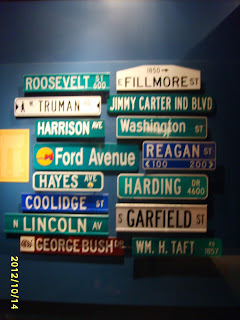 ROOSEVELT ST 600
1850 →
E FILLMORE ST
W TRUMAN
JIMMY CARTER IND BLVD
HARRISON AVE
Washington ST
Ford Avenue
REAGAN ST
100 200
HAYES AVE
HARDING DR 4600
COOLIDGE ST
S GARFIELD ST
N LINCOLN AV
GEORGE BUSH
WM. H. TAFT 1857
2012/10/14